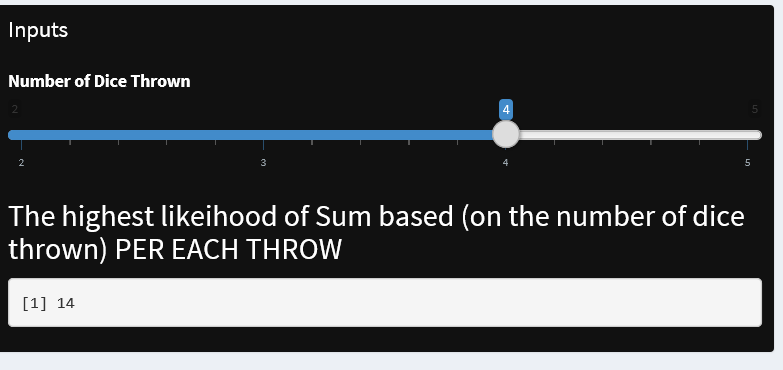 Inputs
Number of Dice Thrown
2 4 5
2 3 4 5
The highest likeihood of Sum based (on the number of dice
thrown) PER EACH THROW
[1] 14